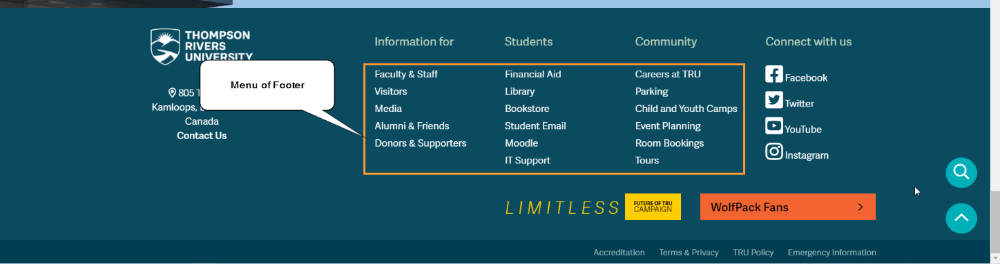 THOMPSON
RIVERS
UNIVERSITY
805
Kamloops,
Canada
Contact Us
Menu of Footer
Information for
Faculty & Staff
Visitors
Media
Alumni & Friends
Donors & Supporters
Students
Financial Aid
Library
Bookstore
Student Email
Moodle
IT Support
Community
Careers at TRU
Parking
Child and Youth Camps
Event Planning
Room Bookings
Tours
Connect with us
Facebook
Twitter
YouTube
Instagram
LIMITLESS
FUTURE OF TRU
CAMPAIGN
WolfPack Fans
Accreditation Terms & Privacy TRU Policy Emergency Information